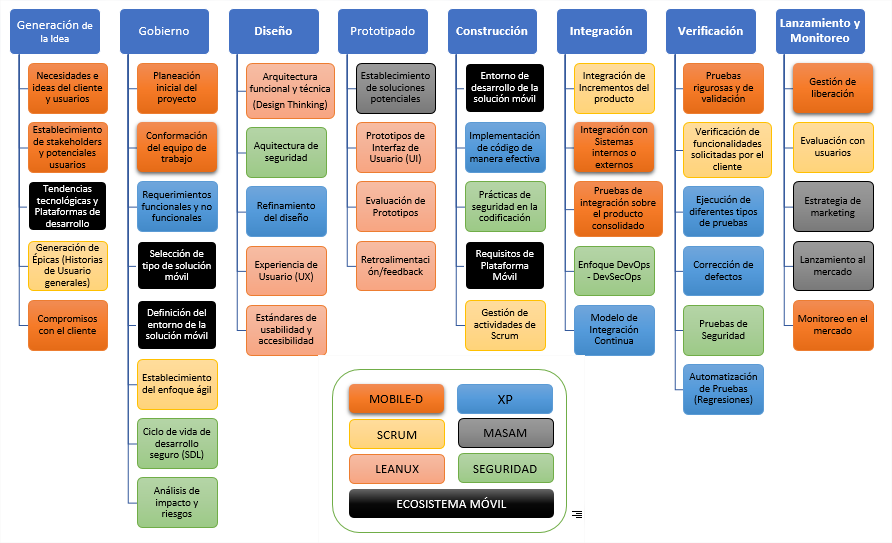 Generación de
la Idea
Necesidades e
ideas del cliente
y usuarios
Establecimiento
de stakeholders
y potenciales
usuarios
Tendencias
tecnológicas y
Plataformas de
desarrollo
Generación de
Épicas (Historias
de Usuario
generales)
Compromisos
con el cliente
Gobierno
Planeación
inicial del
proyecto
Conformación
del equipo de
trabajo
Requerimientos
funcionales y no
funcionales
Selección de
tipo de solución
móvil
Definición del
entorno de la
solución móvil
Establecimiento
del enfoque ágil
Ciclo de vida de
desarrollo
seguro (SDL)
Análisis de
impacto y
riesgos
Diseño
Arquitectura
funcional y técnica
(Design Thinking)
Aquitectura de
seguridad
Refinamiento
del diseño
Experiencia de
Usuario (UX)
Estándares de
usabilidad y
accesibilidad
Prototipado
Establecimiento
de soluciones
potenciales
Prototipos de
Interfaz de
Usuario (UI)
Evaluación de
Prototipos
Retroalimentaci
ón/feedback
Construcción
Entorno de
desarrollo de la
solución móvil
Implementación
de código de
manera efectiva
Prácticas de
seguridad en la
codificación
Requisitos de
Plataforma
Móvil
Gestión de
actividades de
Scrum
Integración
Integración de
Incrementos del
producto
Integración con
Sistemas
internos o
externos
Pruebas de
integración sobre
el producto
consolidado
Enfoque DevOps
- DevSecOps
Modelo de
Integración
Continua
Verificación
Pruebas
rigurosas y de
validación
Verificación de
funcionalidades
solicitadas por el
cliente
Ejecución de
diferentes tipos
de pruebas
Corrección de
defectos
Pruebas de
Seguridad
Automatización
de Pruebas
(Regresiones)
Lanzamiento y
Monitoreo
Gestión de
liberación
Evaluación con
usuarios
Estrategia de
marketing
Lanzamiento al
mercado
Monitoreo en el
mercado
MOBILE-D
XP
SCRUM
MASAM
LEANUX
SEGURIDAD
ECOSISTEMA MÓVIL